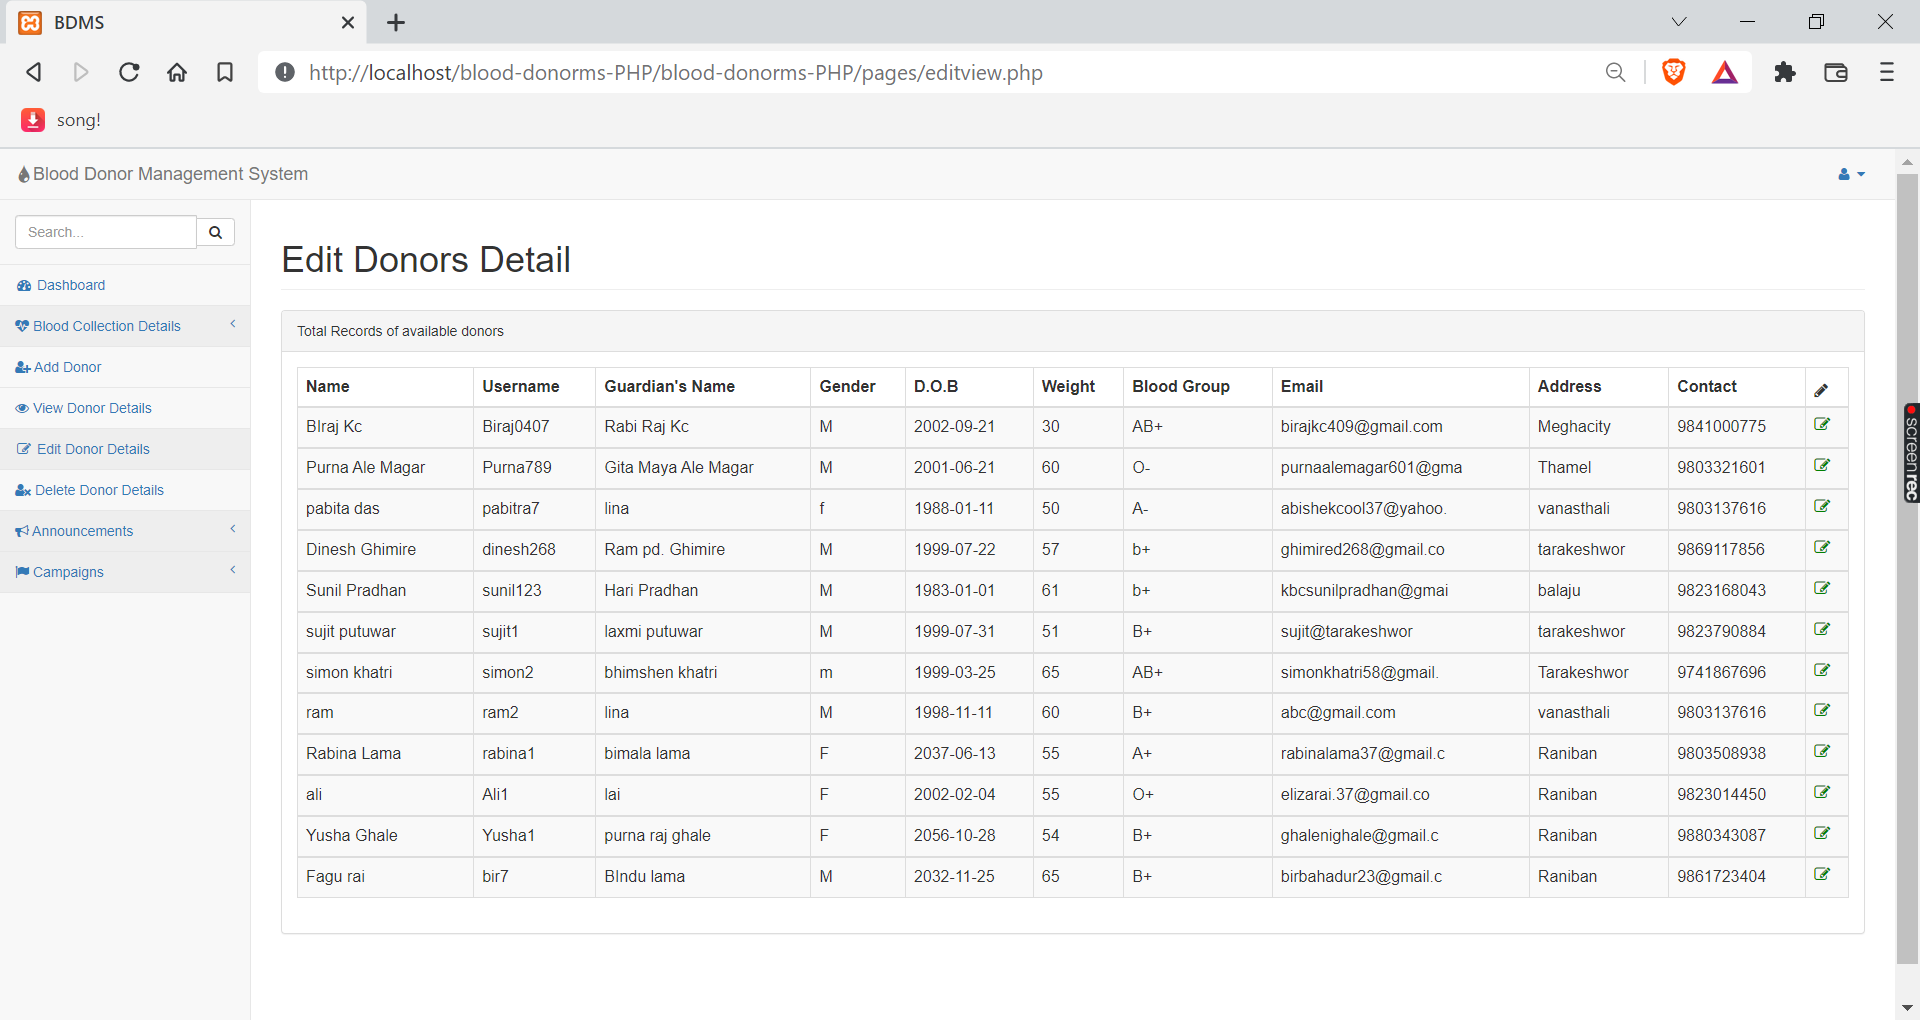 BDMS
http://localhost/blood-donorms-PHP/blood-donorms-PHP/pages/editview.php
song!
Blood Donor Management System
Search...
Dashboard
Blood Collection Details
Add Donor
View Donor Details
Edit Donor Details
Delete Donor Details
Announcements
Campaigns
Edit Donors Detail
Total Records of available donors
Name Username Guardian's Name Gender D.O.B Weight Blood Group Email Address Contact
BIraj Kc Biraj0407 Rabi Raj Kc M 2002-09-21 30 AB+ birajkc409@gmail.com Meghacity 9841000775
Purna Ale Magar Purna789 Gita Maya Ale Magar M 2001-06-21 60 O- purnaalemagar601@gma Thamel 9803321601
pabita das pabitra7 lina f 1988-01-11 50 A- abishekcool37@yahoo. vanasthali 9803137616
Dinesh Ghimire dinesh268 Ram pd. Ghimire M 1999-07-22 57 b+ ghimired268@gmail.co tarakeshwor 9869117856
Sunil Pradhan sunil123 Hari Pradhan M 1983-01-01 61 b+ kbcsunilpradhan@gmai balaju 9823168043
sujit putuwar sujit1 laxmi putuwar M 1999-07-31 51 B+ sujit@tarakeshwor tarakeshwor 9823790884
simon khatri simon2 bhimshen khatri m 1999-03-25 65 AB+ simonkhatri58@gmail. Tarakeshwor 9741867696
ram ram2 lina M 1998-11-11 60 B+ abc@gmail.com vanasthali 9803137616
Rabina Lama rabina1 bimala lama F 2037-06-13 55 A+ rabinalama37@gmail.c Raniban 9803508938
ali Ali1 lai F 2002-02-04 55 O+ elizarai.37@gmail.co Raniban 9823014450
Yusha Ghale Yusha1 purna raj ghale F 2056-10-28 54 B+ ghalenighale@gmail.c Raniban 9880343087
Fagu rai bir7 BIndu lama M 2032-11-25 65 B+ birbahadur23@gmail.c Raniban 9861723404
screenrec